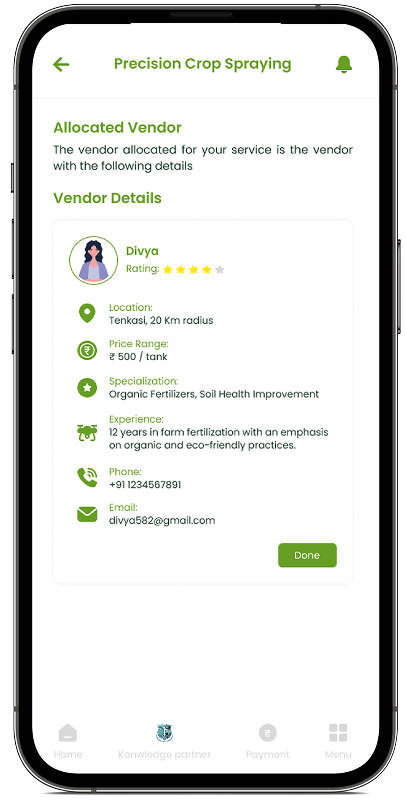 Precision Crop Spraying
Allocated Vendor
The vendor allocated for your service is the vendor
with the following details
Vendor Details
Divya
Rating:
Location:
Tenkasi, 20 Km radius
Price Range:
₹ 500 / tank
Specialization:
Organic Fertilizers, Soil Health Improvement
Experience:
12 years in farm fertilization with an emphasis
on organic and eco-friendly practices.
Phone:
+91 1234567891
Email:
divya582@gmail.com
Done
Home
Konwledge partner
Payment
Menu